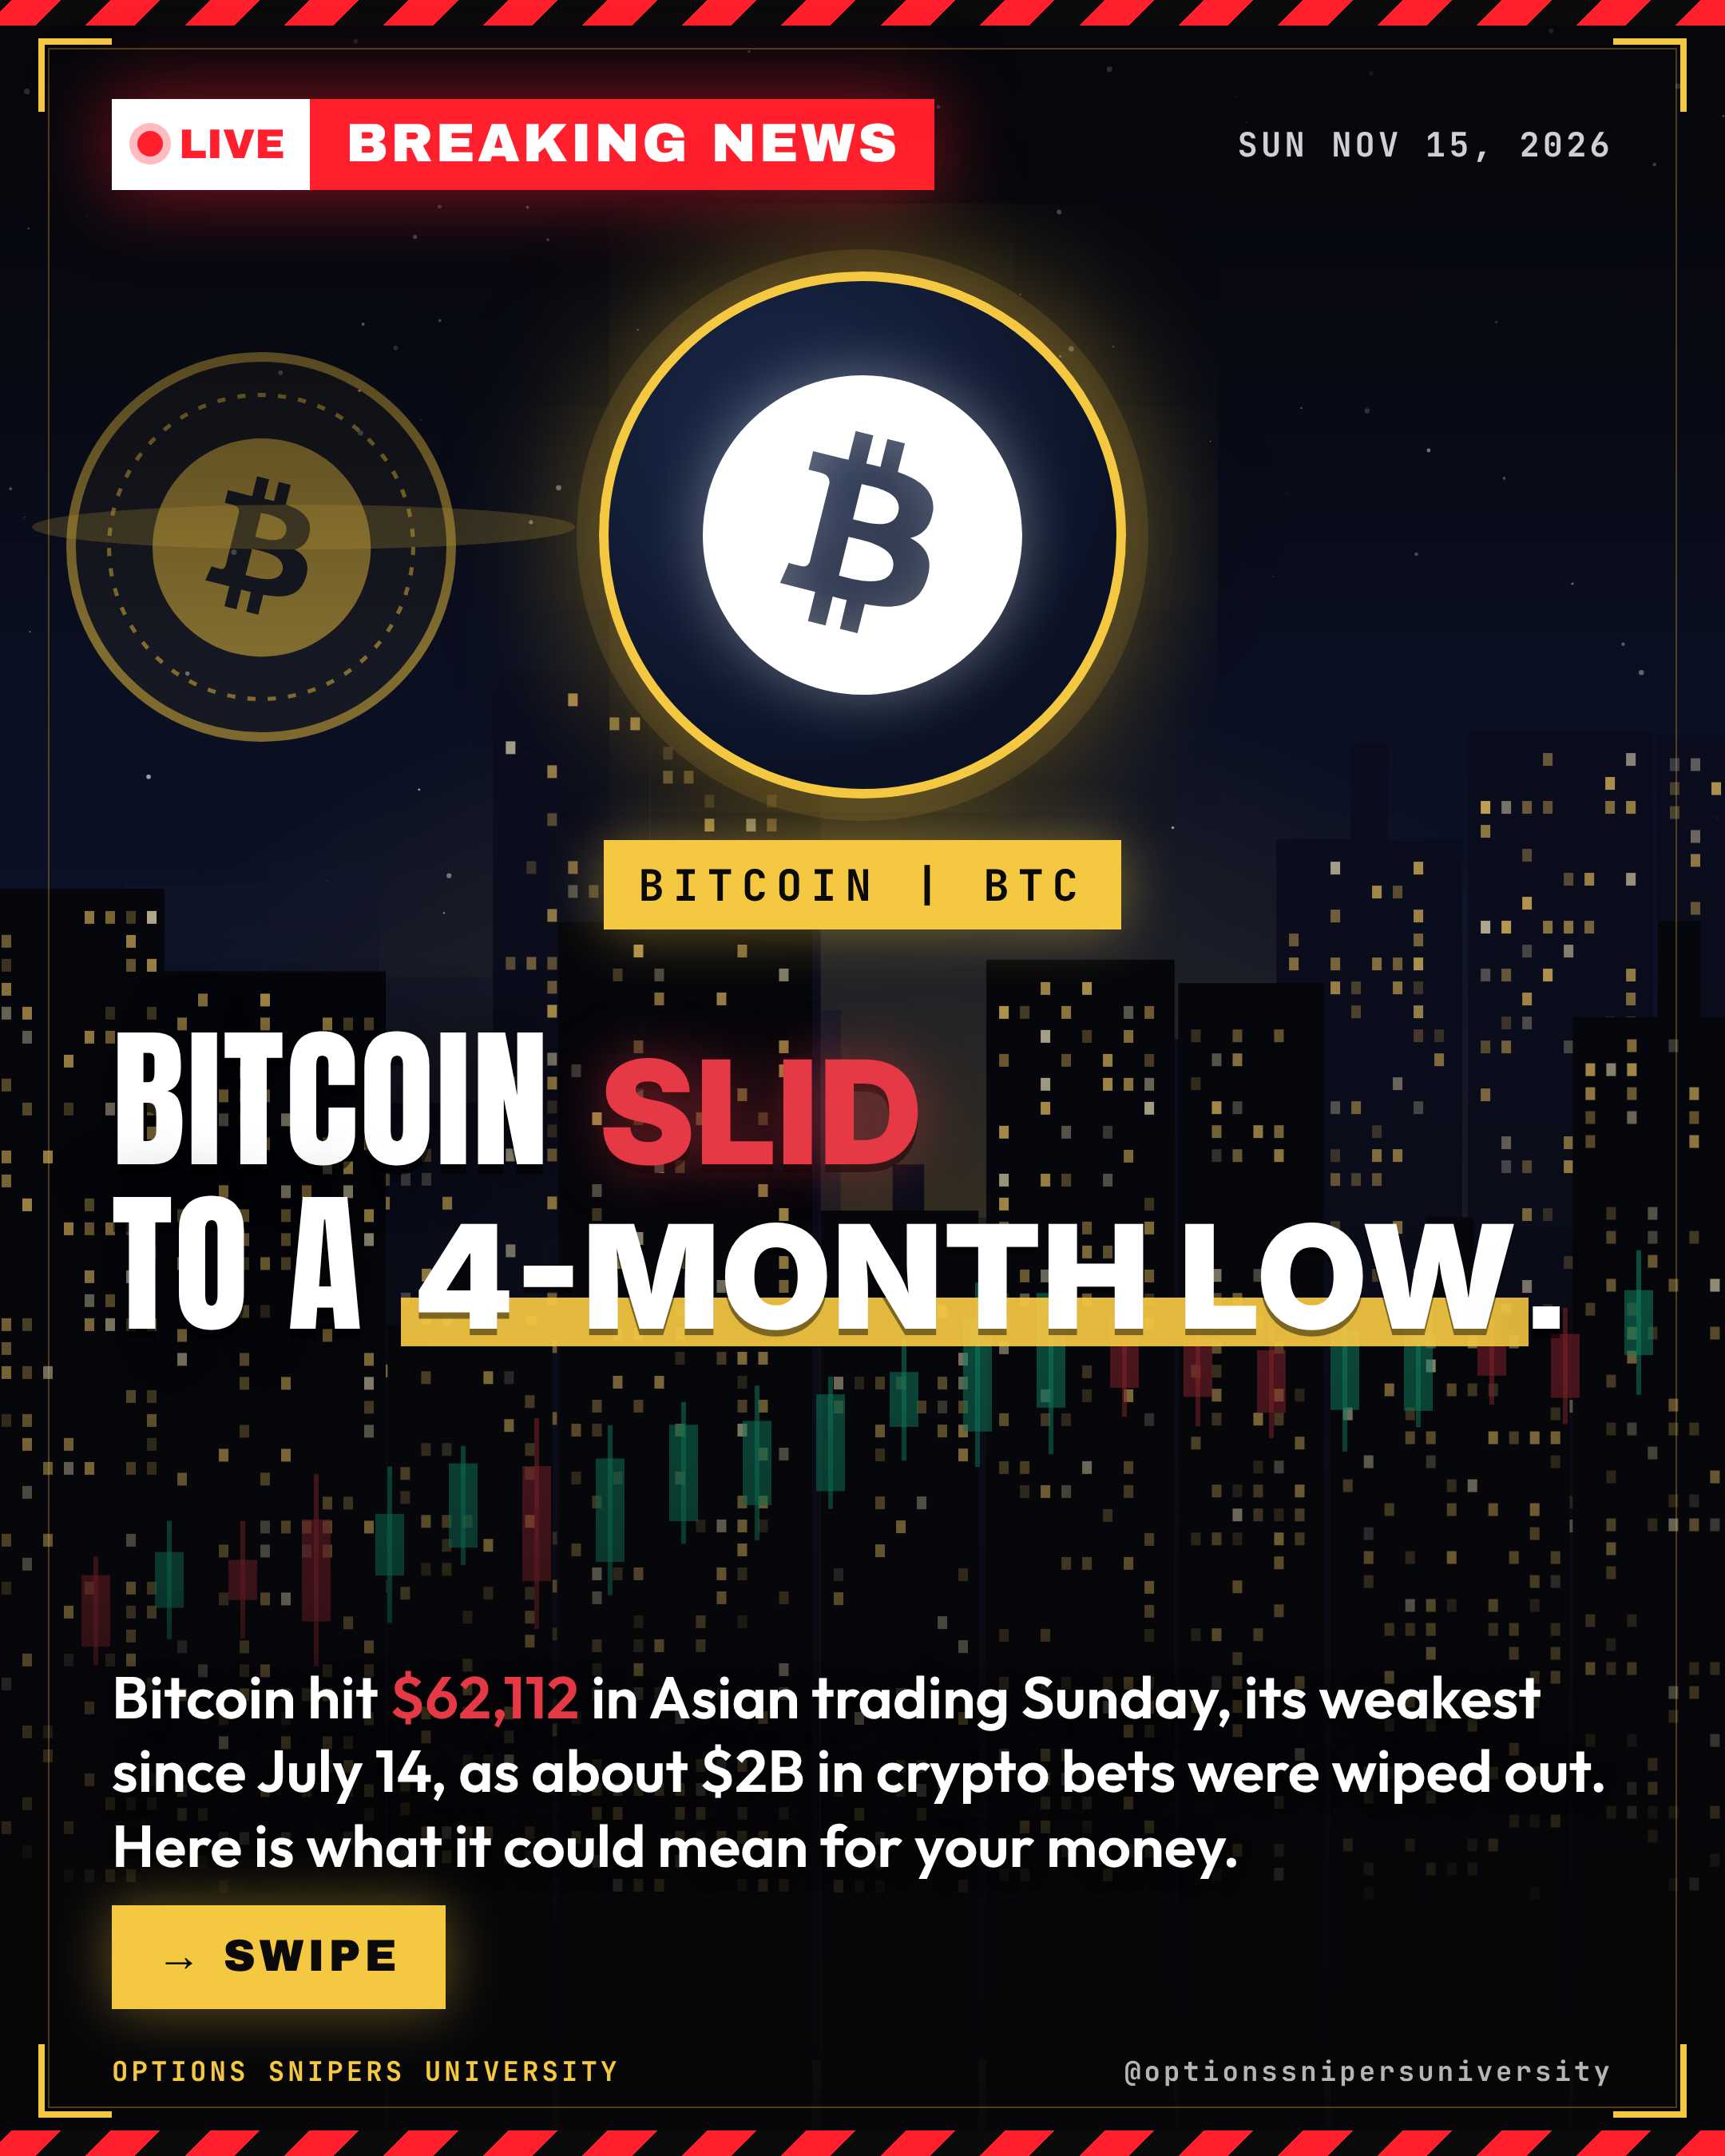 LIVE BREAKING NEWS
SUN NOV 15, 2026
BITCOIN | BTC
BITCOIN SLID
TO A 4-MONTH LOW.
Bitcoin hit $62,112 in Asian trading Sunday, its weakest
since July 14, as about $2B in crypto bets were wiped out.
Here is what it could mean for your money.
→ SWIPE
OPTIONS SNIPERS UNIVERSITY
@optionssnipersuniversity